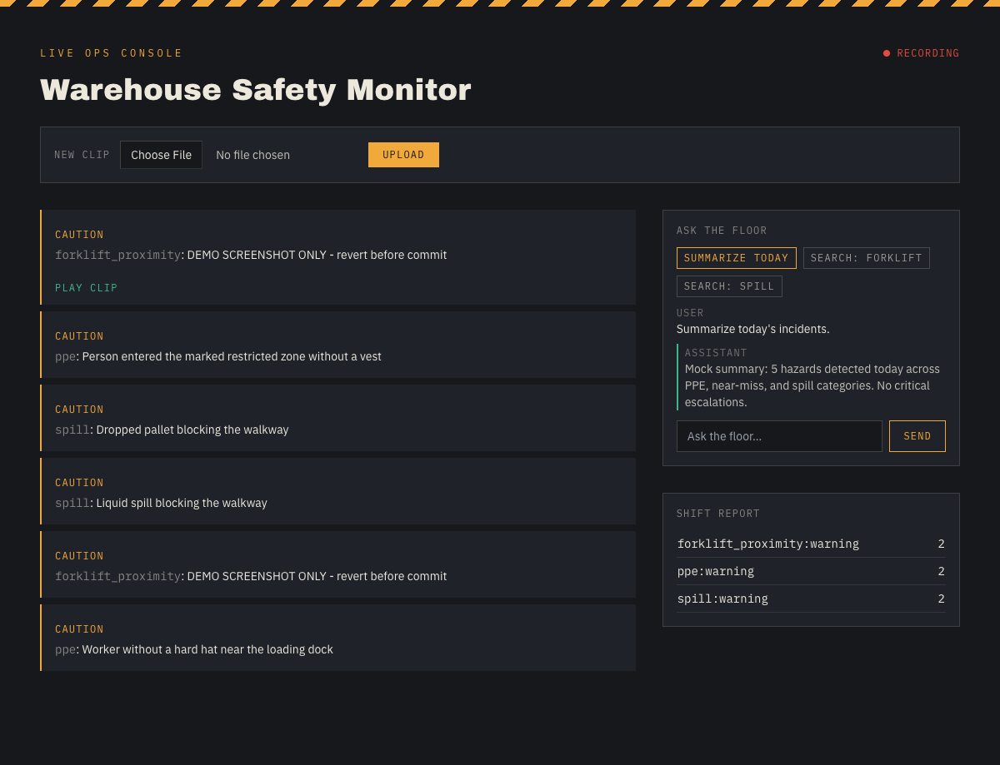 LIVE OPS CONSOLE
RECORDING
Warehouse Safety Monitor
NEW CLIP
Choose File
No file chosen
UPLOAD
CAUTION
forklift_proximity: DEMO SCREENSHOT ONLY - revert before commit
PLAY CLIP
CAUTION
ppe: Person entered the marked restricted zone without a vest
CAUTION
spill: Dropped pallet blocking the walkway
CAUTION
spill: Liquid spill blocking the walkway
CAUTION
forklift_proximity: DEMO SCREENSHOT ONLY - revert before commit
CAUTION
ppe: Worker without a hard hat near the loading dock
ASK THE FLOOR
SUMMARIZE TODAY
SEARCH: FORKLIFT
SEARCH: SPILL
USER
Summarize today's incidents.
ASSISTANT
Mock summary: 5 hazards detected today across
PPE, near-miss, and spill categories. No critical
escalations.
Ask the floor...
SEND
SHIFT REPORT
forklift_proximity:warning 2
ppe:warning 2
spill:warning 2